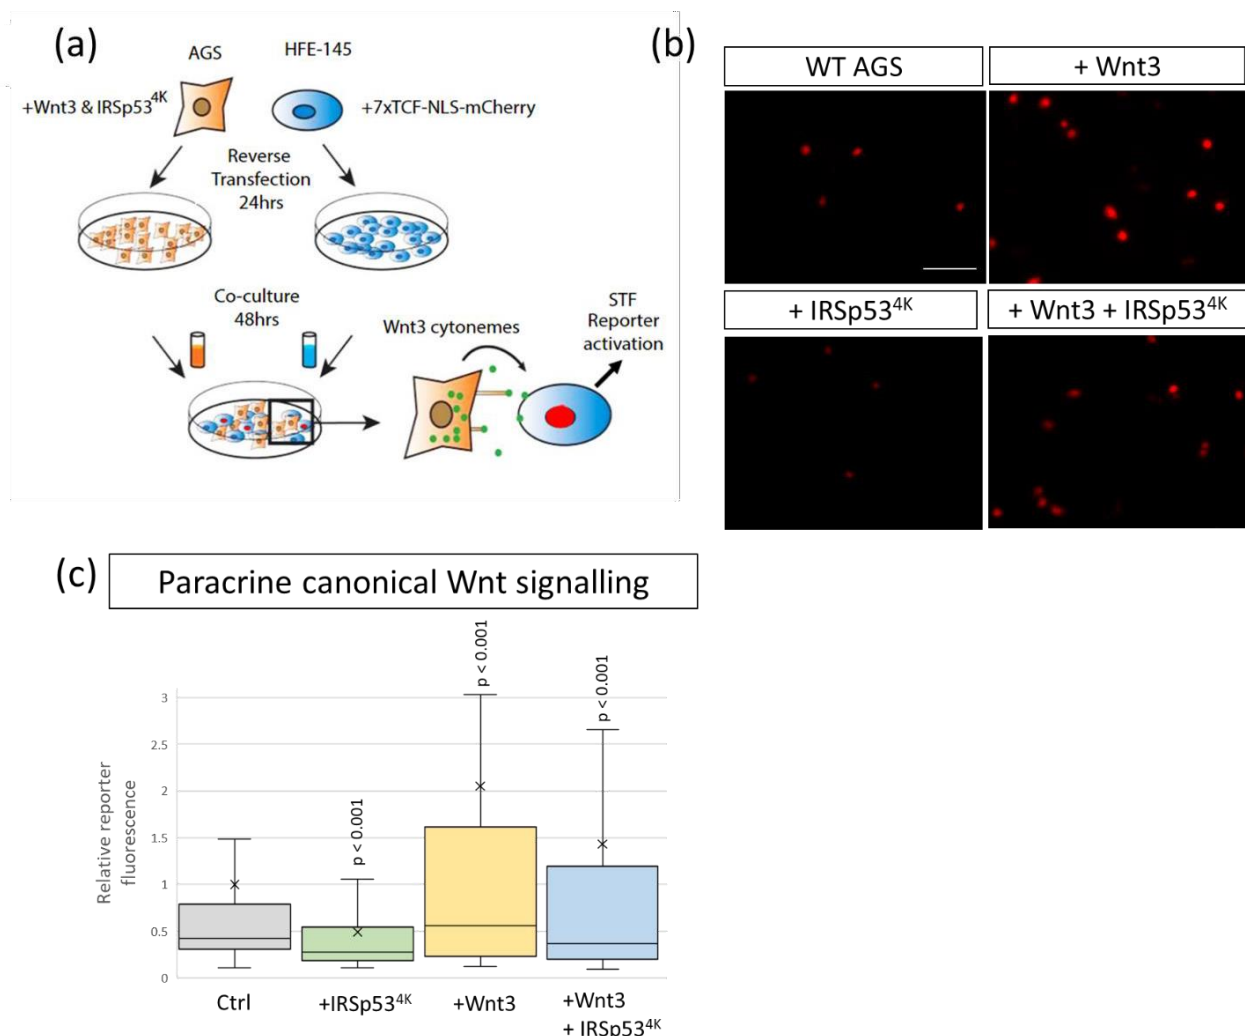 (a)
AGS
HFE-145
+Wnt3 & IRSp53^4K
+7xTCF-NLS-mCherry
Reverse
Transfection
24hrs
Co-culture
48hrs
Wnt3 cytonemes
STF
Reporter
activation
(b)
WT AGS
+ Wnt3
+ IRSp53^4K
+ Wnt3 + IRSp53^4K
(c)
Paracrine canonical Wnt signalling
Relative reporter
fluorescence
3
2.5
2
1.5
1
0.5
0
p < 0.001
p < 0.001
p < 0.001
Ctrl
+IRSp53^4K
+Wnt3
+Wnt3
+ IRSp53^4K